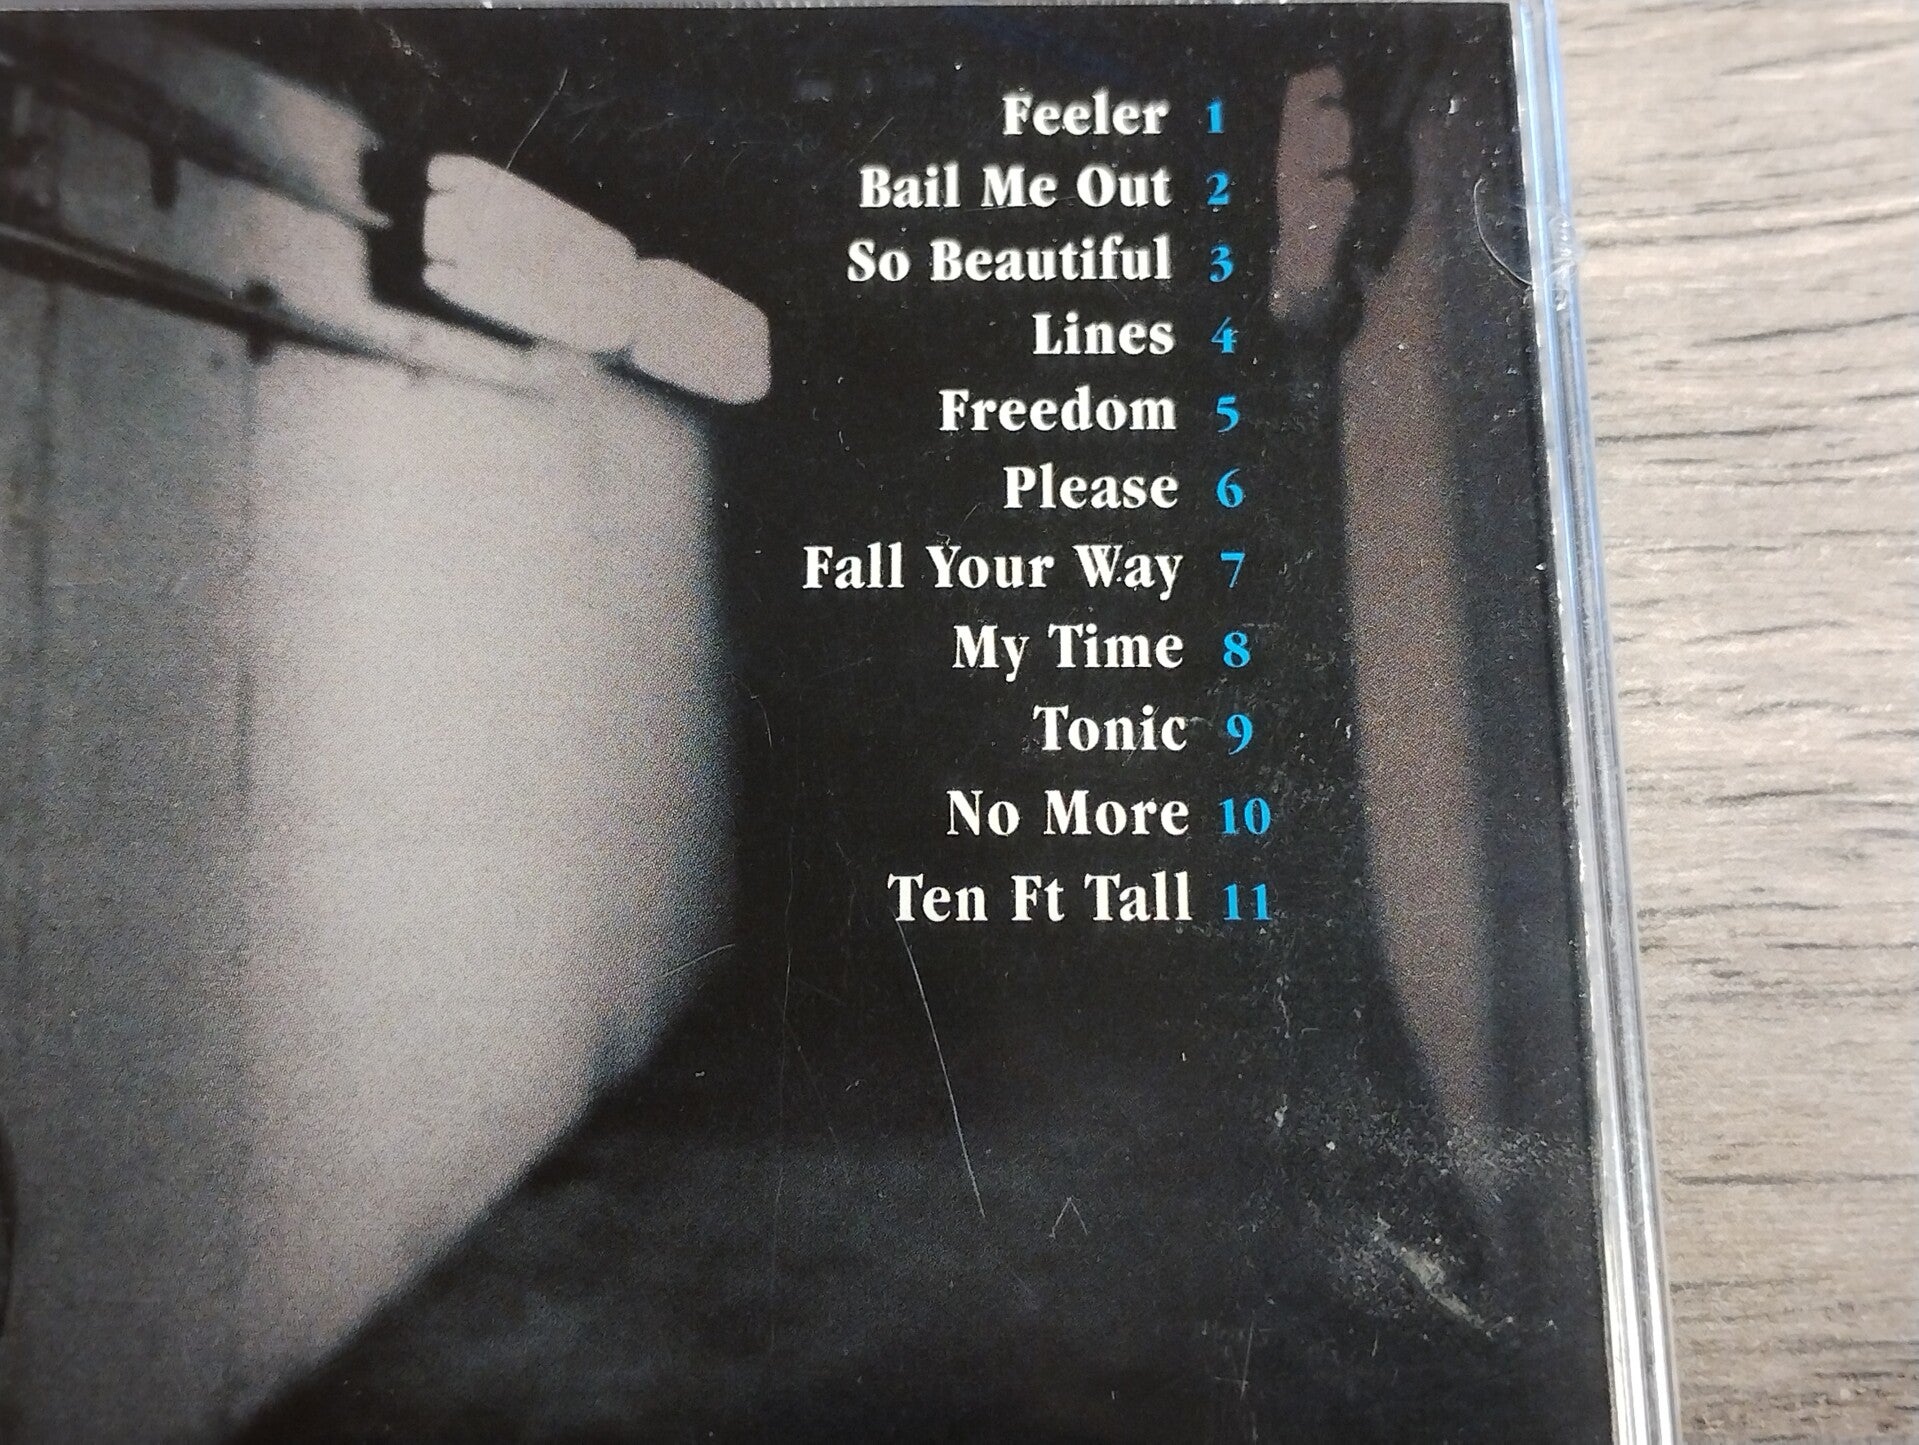 Feeler 1
Bail Me Out 2
So Beautiful 3
Lines 4
Freedom 5
Please 6
Fall Your Way 7
My Time 8
Tonic 9
No More 10
Ten Ft Tall 11